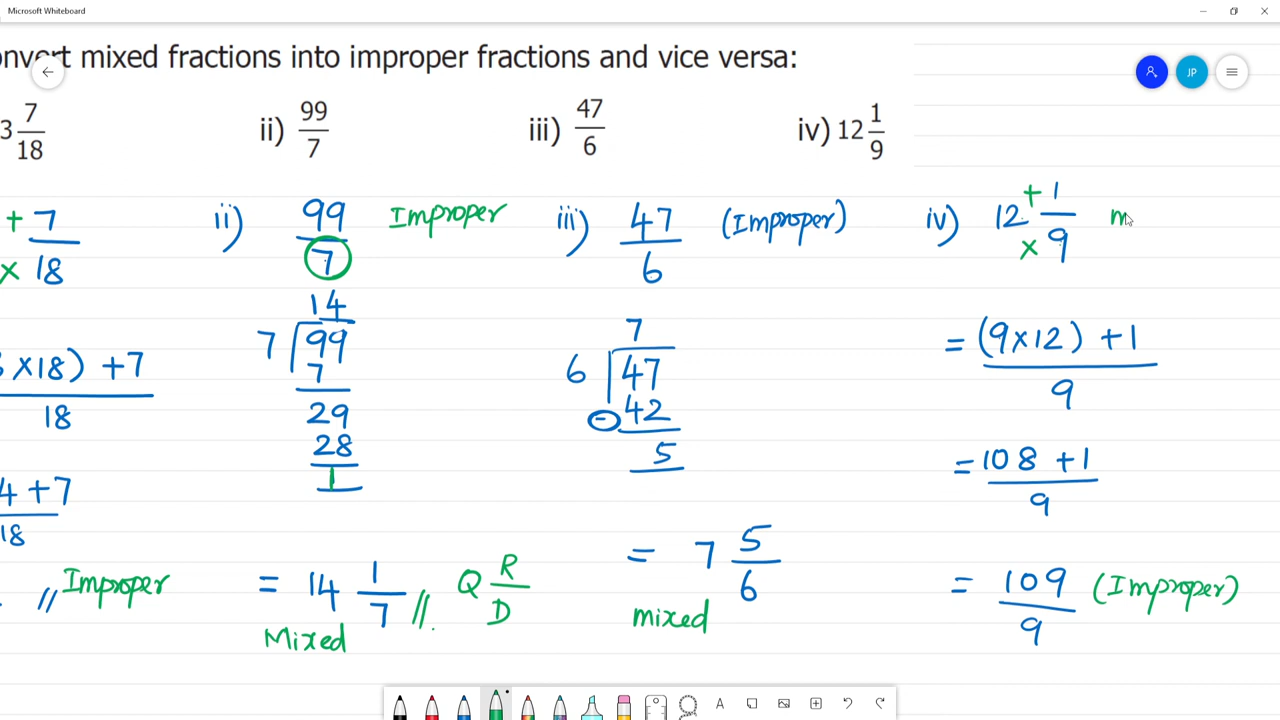 Microsoft Whiteboard
onvert mixed fractions into improper fractions and vice versa:
JP
3 7/18
ii) 99/7
iii) 47/6
iv) 12 1/9
+ 7
× 18
ii) 99/7 Improper
14
7 99
7
29
28
1
= 14 1/7 //.
Mixed
Q R/D
iii) 47/6 (Improper)
7
6 47
- 42
5
= 7 5/6
mixed
iv) 12 + 1/9 m
×
= (9×12) + 1
9
= 108 + 1
9
= 109/9 (Improper)
×18) + 7
18
4 + 7
18
// Improper
A